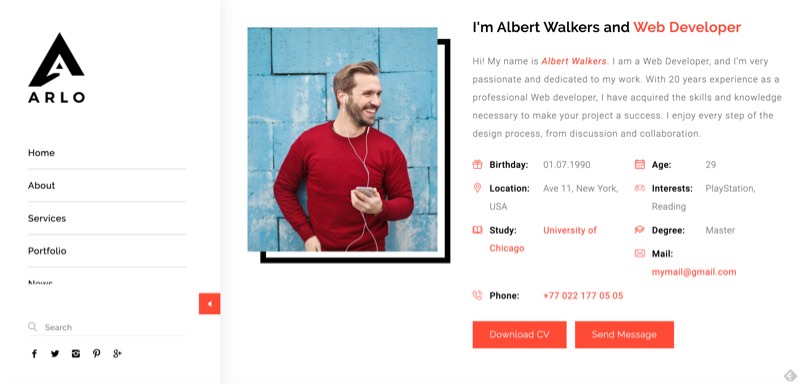 ARLO
Home
About
Services
Portfolio
News
Search
I'm Albert Walkers and Web Developer
Hi! My name is Albert Walkers. I am a Web Developer, and I'm very
passionate and dedicated to my work. With 20 years experience as a
professional Web developer, I have acquired the skills and knowledge
necessary to make your project a success. I enjoy every step of the
design process, from discussion and collaboration.
Birthday: 01.07.1990
Age: 29
Location: Ave 11, New York,
USA
Interests: PlayStation,
Reading
Study: University of
Chicago
Degree: Master
Mail:
mymail@gmail.com
Phone: +77 022 177 05 05
Download CV
Send Message